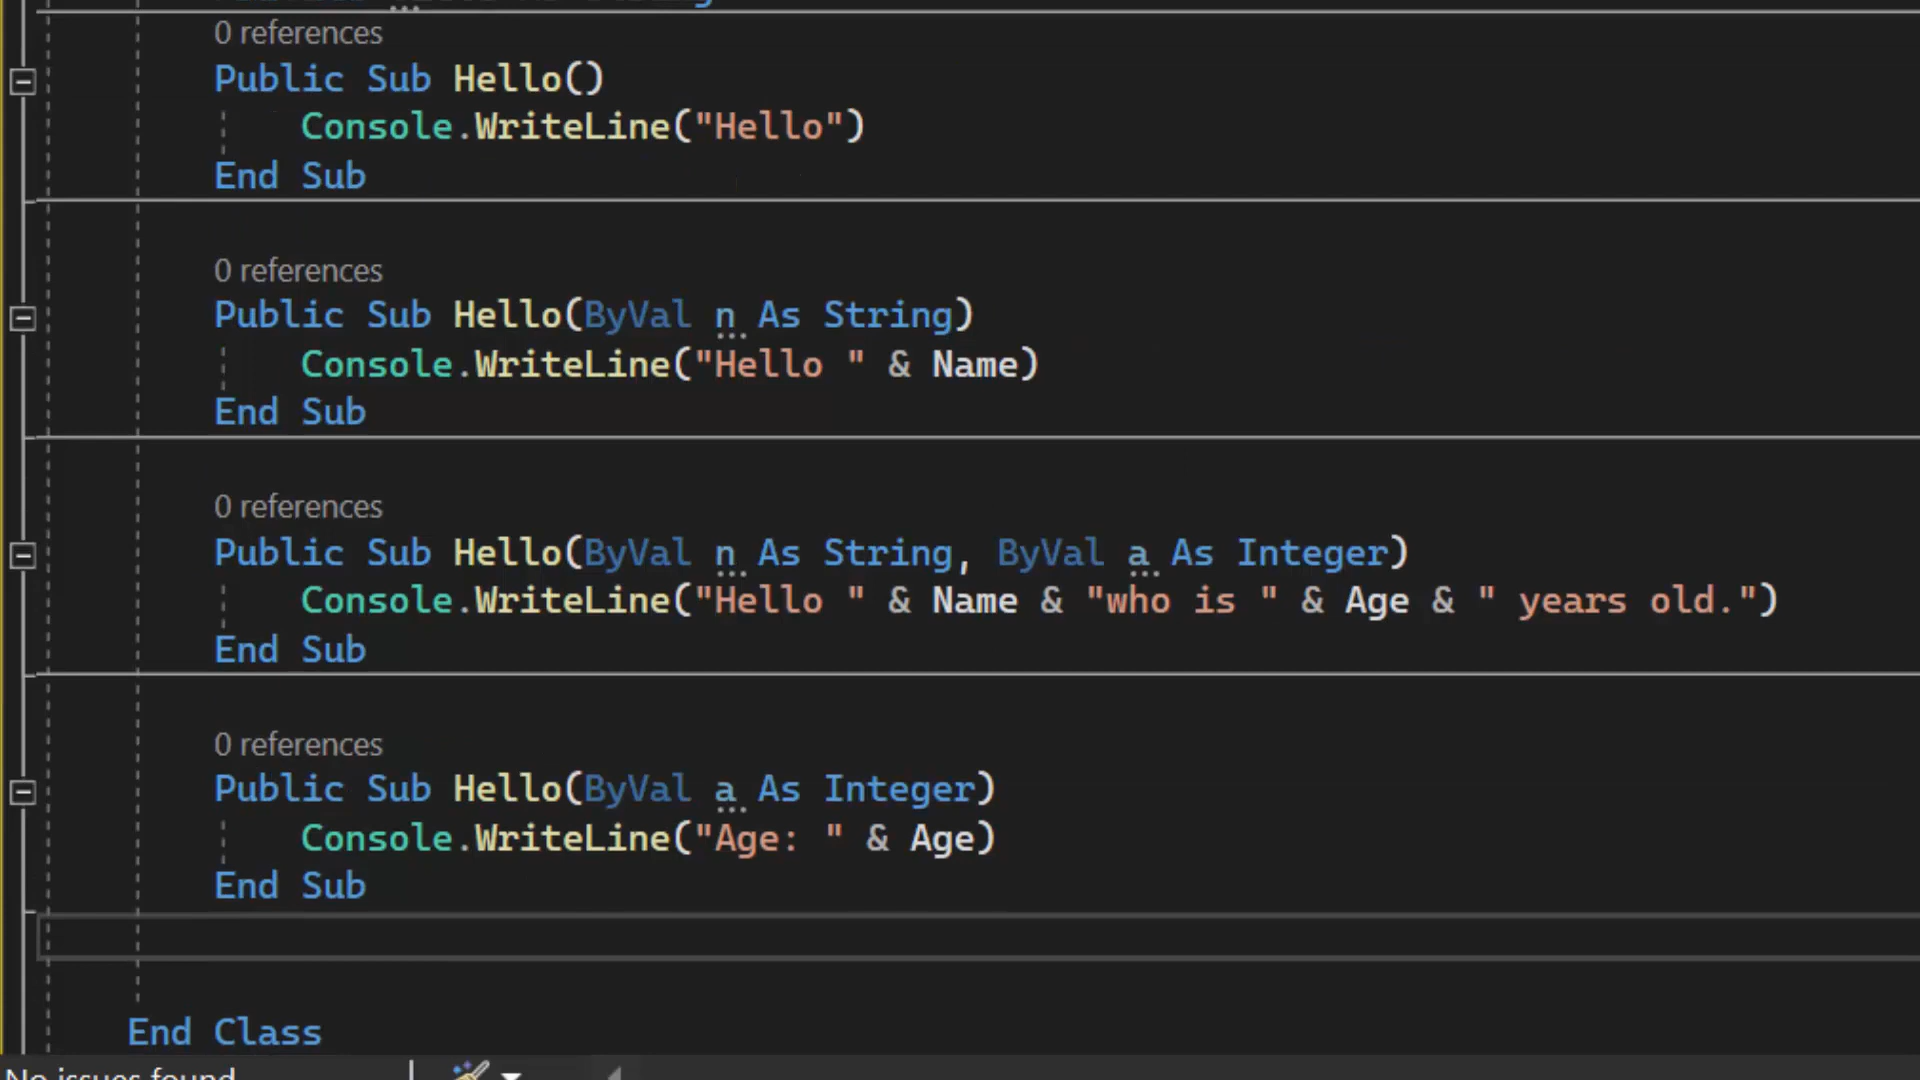 0 references
Public Sub Hello()
Console.WriteLine("Hello")
End Sub
0 references
Public Sub Hello(ByVal n As String)
Console.WriteLine("Hello " & Name)
End Sub
0 references
Public Sub Hello(ByVal n As String, ByVal a As Integer)
Console.WriteLine("Hello " & Name & "who is " & Age & " years old.")
End Sub
0 references
Public Sub Hello(ByVal a As Integer)
Console.WriteLine("Age: " & Age)
End Sub
End Class
No issues found